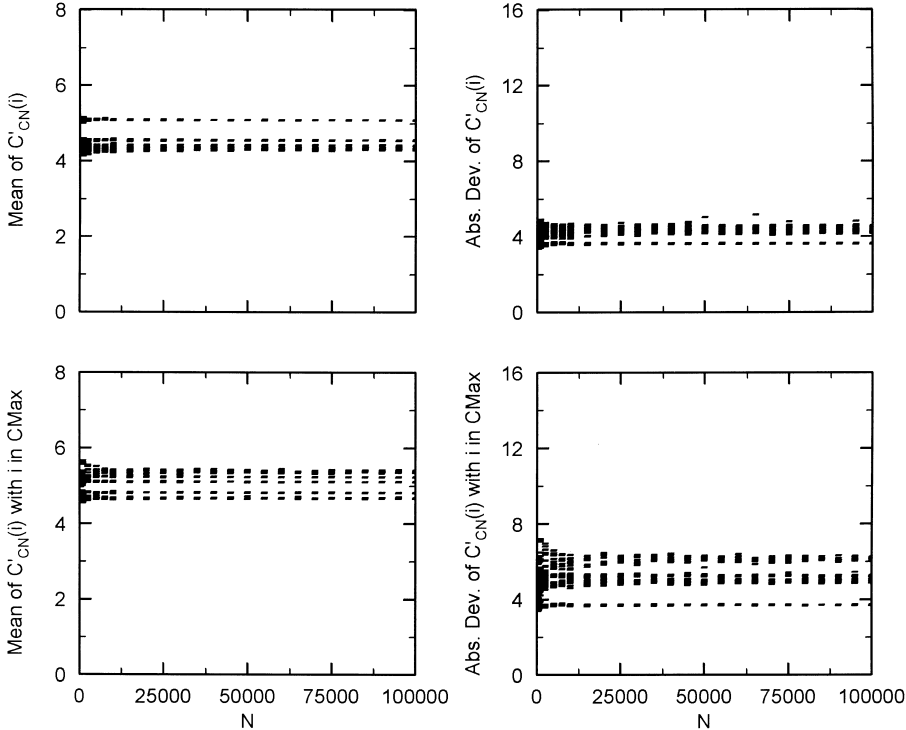 8
6
4
2
0
Mean of C'CN(i)
16
12
8
4
0
Abs. Dev. of C'CN(i)
8
6
4
2
0
Mean of C'CN(i) with i in CMax
0 25000 50000 75000 100000
N
16
12
8
4
0
Abs. Dev. of C'CN(i) with i in CMax
0 25000 50000 75000 100000
N